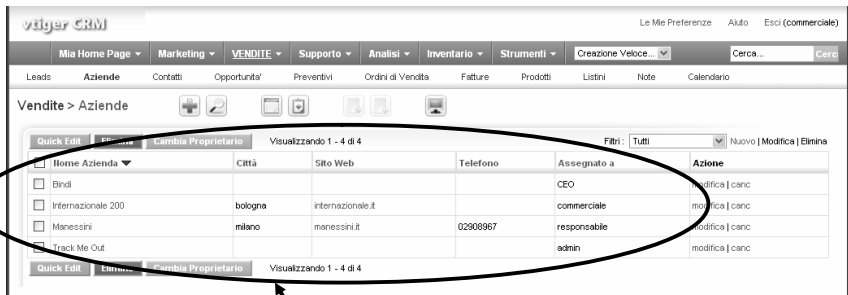 vtiger CRM
Le Mie Preferenze Aiuto Esci (commerciale)
Mia Home Page Marketing VENDITE Supporto Analisi Inventario Strumenti Creazione Veloce... Cerca... Cerc
Leads Aziende Contatti Opportunita' Preventivi Ordini di Vendita Fatture Prodotti Listini Note Calendario
Vendite > Aziende
Quick Edit Elimina Cambia Proprietario Visualizzando 1 - 4 di 4 Filtri : Tutti Nuovo | Modifica | Elimina
Nome Azienda Città Sito Web Telefono Assegnato a Azione
Bindi CEO modifica | canc
Internazionale 200 bologna internazionale.it commerciale modifica | canc
Manessini milano manessini.it 02908967 responsabile modifica | canc
Track Me Out admin modifica | canc
Quick Edit Elimina Cambia Proprietario Visualizzando 1 - 4 di 4